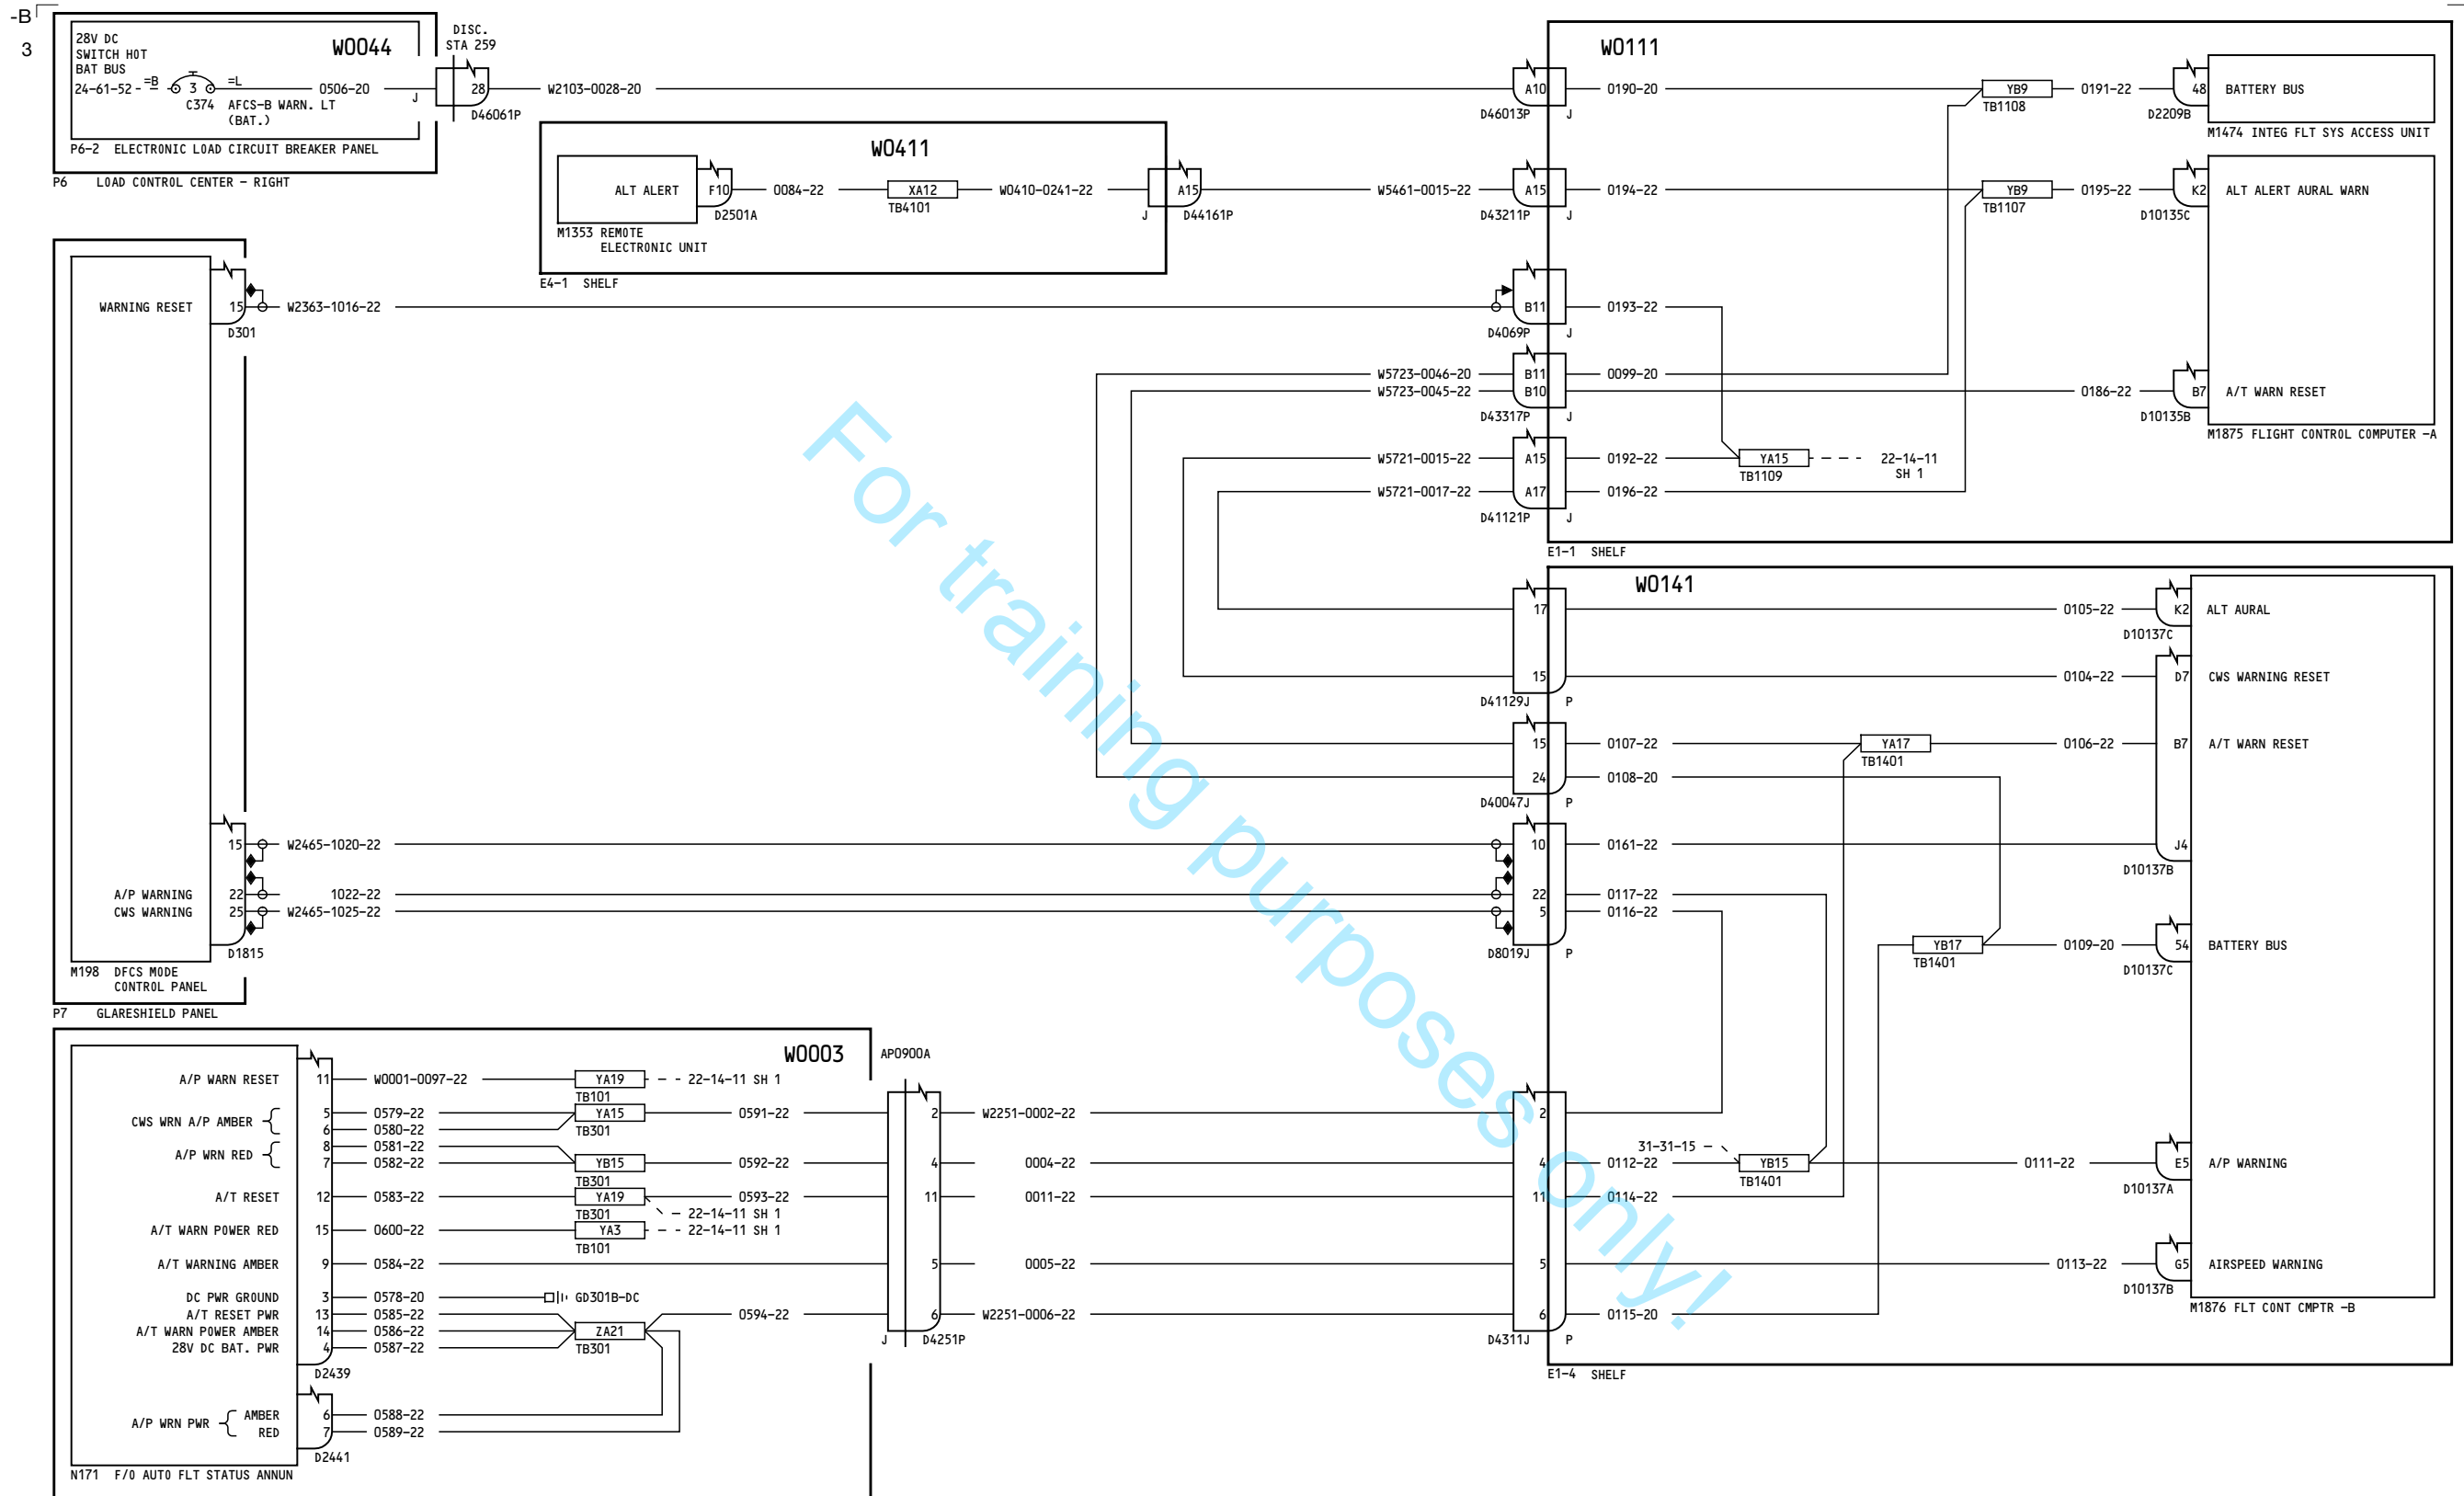 -B
3
28V DC
SWITCH HOT
BAT BUS
24-61-52
=B
3
=L
C374
AFCS-B WARN. LT
(BAT.)
0506-20
W0044
P6-2 ELECTRONIC LOAD CIRCUIT BREAKER PANEL
P6 LOAD CONTROL CENTER - RIGHT
DISC.
STA 259
J
28
D46061P
W2103-0028-20
W0411
ALT ALERT
F10
D2501A
0084-22
XA12
TB4101
W0410-0241-22
J
A15
D44161P
W5461-0015-22
M1353 REMOTE
ELECTRONIC UNIT
E4-1 SHELF
W0111
A10
D46013P
J
0190-20
YB9
TB1108
0191-22
48
D2209B
BATTERY BUS
M1474 INTEG FLT SYS ACCESS UNIT
A15
D43211P
J
0194-22
YB9
TB1107
0195-22
K2
D10135C
ALT ALERT AURAL WARN
WARNING RESET
15
D301
W2363-1016-22
B11
D4069P
J
0193-22
W5723-0046-20
B11
0099-20
W5723-0045-22
B10
D43317P
J
0186-22
B7
D10135B
A/T WARN RESET
M1875 FLIGHT CONTROL COMPUTER -A
W5721-0015-22
A15
0192-22
YA15
TB1109
22-14-11
SH 1
W5721-0017-22
A17
0196-22
D41121P
J
E1-1 SHELF
W0141
17
0105-22
K2
D10137C
ALT AURAL
15
D41129J
P
0104-22
D7
CWS WARNING RESET
15
0107-22
YA17
TB1401
0106-22
B7
A/T WARN RESET
24
0108-20
D40047J
P
15
W2465-1020-22
10
0161-22
J4
D10137B
A/P WARNING
22
1022-22
22
0117-22
CWS WARNING
25
W2465-1025-22
5
0116-22
D1815
D8019J
P
YB17
TB1401
0109-20
54
D10137C
BATTERY BUS
M198 DFCS MODE
CONTROL PANEL
P7 GLARESHIELD PANEL
W0003
AP0900A
A/P WARN RESET
11
W0001-0097-22
YA19
TB101
22-14-11 SH 1
CWS WRN A/P AMBER
5
0579-22
6
0580-22
YA15
TB301
0591-22
2
W2251-0002-22
2
A/P WRN RED
8
0581-22
7
0582-22
YB15
TB301
0592-22
4
0004-22
4
0112-22
31-31-15
YB15
TB1401
0111-22
E5
D10137A
A/P WARNING
A/T RESET
12
0583-22
YA19
TB301
0593-22
22-14-11 SH 1
11
0011-22
11
0114-22
A/T WARN POWER RED
15
0600-22
YA3
TB101
22-14-11 SH 1
A/T WARNING AMBER
9
0584-22
5
0005-22
5
0113-22
G5
D10137B
AIRSPEED WARNING
DC PWR GROUND
3
0578-20
GD301B-DC
A/T RESET PWR
13
0585-22
A/T WARN POWER AMBER
14
0586-22
28V DC BAT. PWR
4
0587-22
ZA21
TB301
0594-22
6
W2251-0006-22
6
0115-20
D2439
J
D4251P
D4311J
P
M1876 FLT CONT CMPTR -B
E1-4 SHELF
A/P WRN PWR
AMBER
6
0588-22
RED
7
0589-22
D2441
N171 F/O AUTO FLT STATUS ANNUN
For training purposes only!